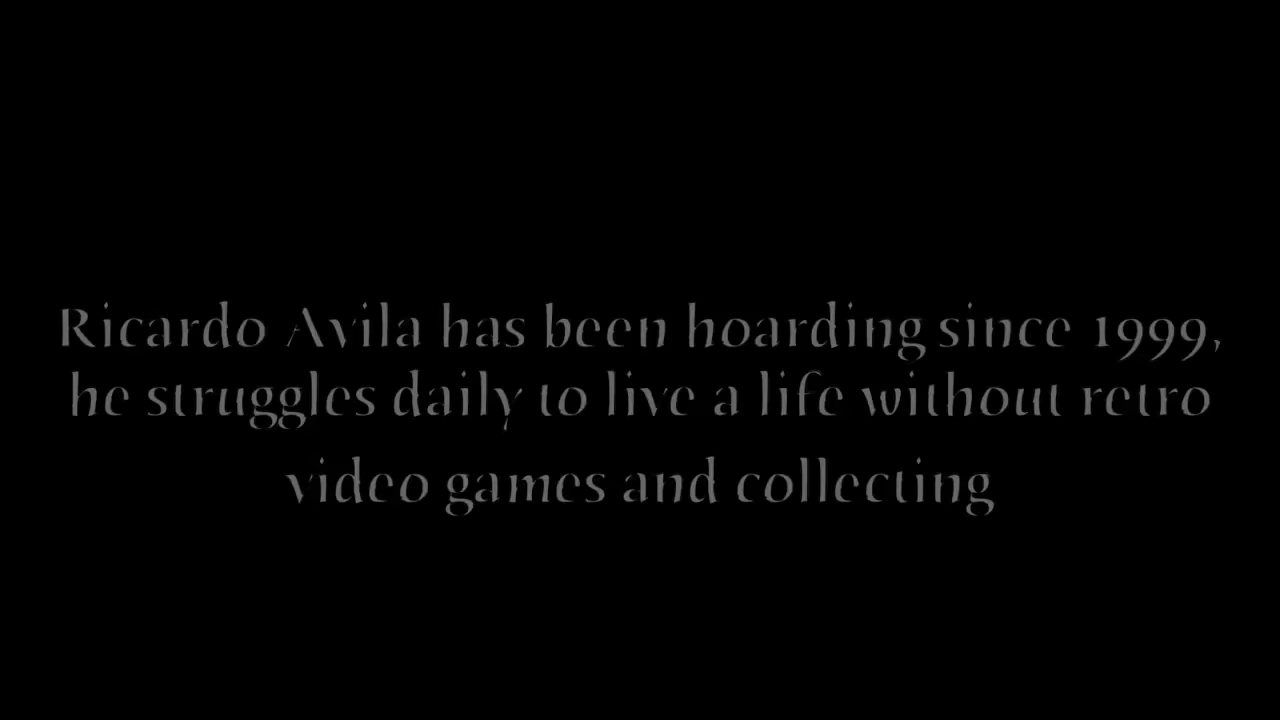 Ricardo Avila has been hoarding since 1999,
he struggles daily to live a life without retro
video games and collecting